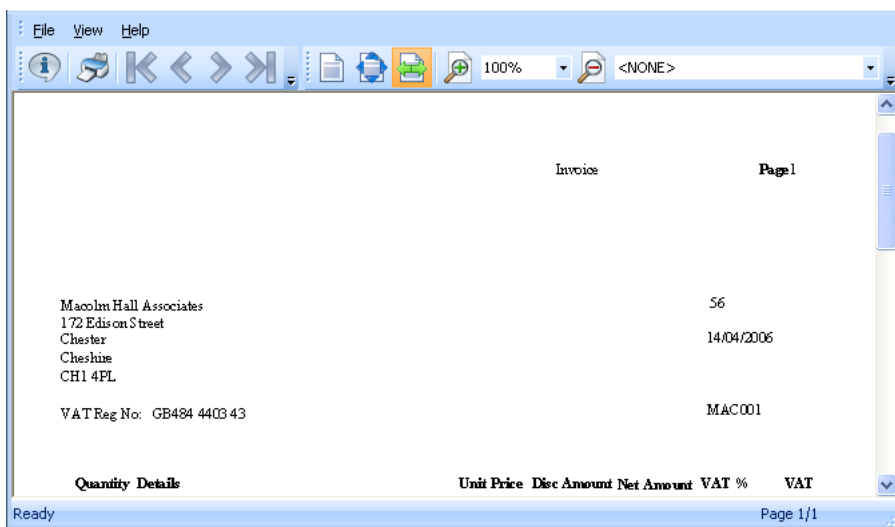 File View Help
100% <NONE>
Invoice Page1
Macolm Hall Associates 56
172 Edison Street
Chester 14/04/2006
Cheshire
CH1 4PL
VAT Reg No: GB484 4403 43 MAC001
Quantity Details Unit Price Disc Amount Net Amount VAT % VAT
Ready Page 1/1